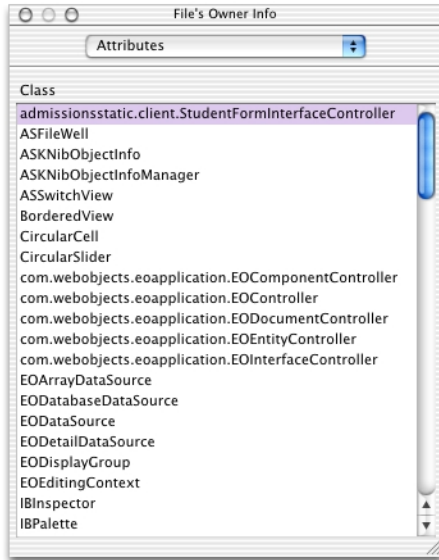 File's Owner Info
Attributes
Class
admissionsstatic.client.StudentFormInterfaceController
ASFileWell
ASKNibObjectInfo
ASKNibObjectInfoManager
ASSwitchView
BorderedView
CircularCell
CircularSlider
com.webobjects.eoapplication.EOComponentController
com.webobjects.eoapplication.EOController
com.webobjects.eoapplication.EODocumentController
com.webobjects.eoapplication.EOEntityController
com.webobjects.eoapplication.EOInterfaceController
EOArrayDataSource
EODatabaseDataSource
EODataSource
EODetailDataSource
EODisplayGroup
EOEditingContext
IBInspector
IBPalette